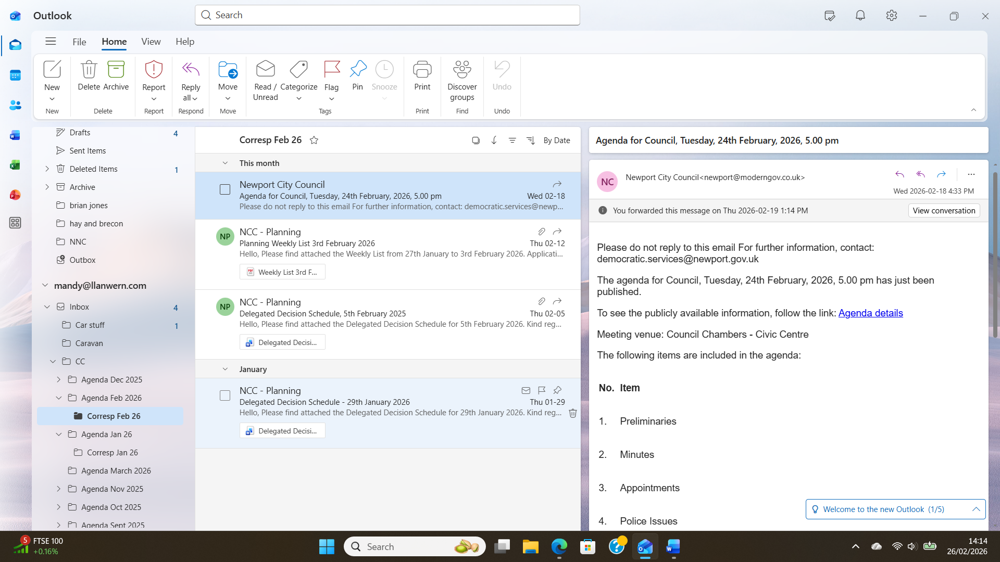 Outlook
Search
File Home View Help
New
Delete Archive
Report
Reply all
Move
Read / Unread
Categorize
Flag
Pin
Snooze
Print
Discover groups
Undo
New
Delete
Report
Respond
Move
Tags
Print
Find
Undo
Drafts 4
Sent Items
Deleted Items 1
Archive
brian jones
hay and brecon
NNC
Outbox
mandy@llanwern.com
Inbox 4
Car stuff 1
Caravan
CC
Agenda Dec 2025
Agenda Feb 2026
Corresp Feb 26
Agenda Jan 26
Corresp Jan 26
Agenda March 2026
Agenda Nov 2025
Agenda Oct 2025
Agenda Sept 2025
Corresp Feb 26
By Date
This month
Newport City Council
Agenda for Council, Tuesday, 24th February, 2026, 5.00 pm Wed 02-18
Please do not reply to this email For further information, contact: democratic.services@newp...
NP
NCC - Planning
Planning Weekly List 3rd February 2026 Thu 02-12
Hello, Please find attached the Weekly List from 27th January to 3rd February 2026. Applicati...
PDF
Weekly List 3rd F...
NP
NCC - Planning
Delegated Decision Schedule, 5th February 2025 Thu 02-05
Hello, Please find attached the Delegated Decision Schedule for 5th February 2026. Kind reg...
Delegated Decisi...
January
NCC - Planning
Delegated Decision Schedule - 29th January 2026 Thu 01-29
Hello, Please find attached the Delegated Decision Schedule for 29th January 2026. Kind reg...
Delegated Decisi...
Agenda for Council, Tuesday, 24th February, 2026, 5.00 pm
NC
Newport City Council<newport@moderngov.co.uk>
Wed 2026-02-18 4:33 PM
You forwarded this message on Thu 2026-02-19 1:14 PM
View conversation
Please do not reply to this email For further information, contact:
democratic.services@newport.gov.uk
The agenda for Council, Tuesday, 24th February, 2026, 5.00 pm has just been
published.
To see the publicly available information, follow the link: Agenda details
Meeting venue: Council Chambers - Civic Centre
The following items are included in the agenda:
No. Item
1. Preliminaries
2. Minutes
3. Appointments
4. Police Issues
Welcome to the new Outlook (1/5)
5
FTSE 100
+0.16%
Search
14:14
26/02/2026